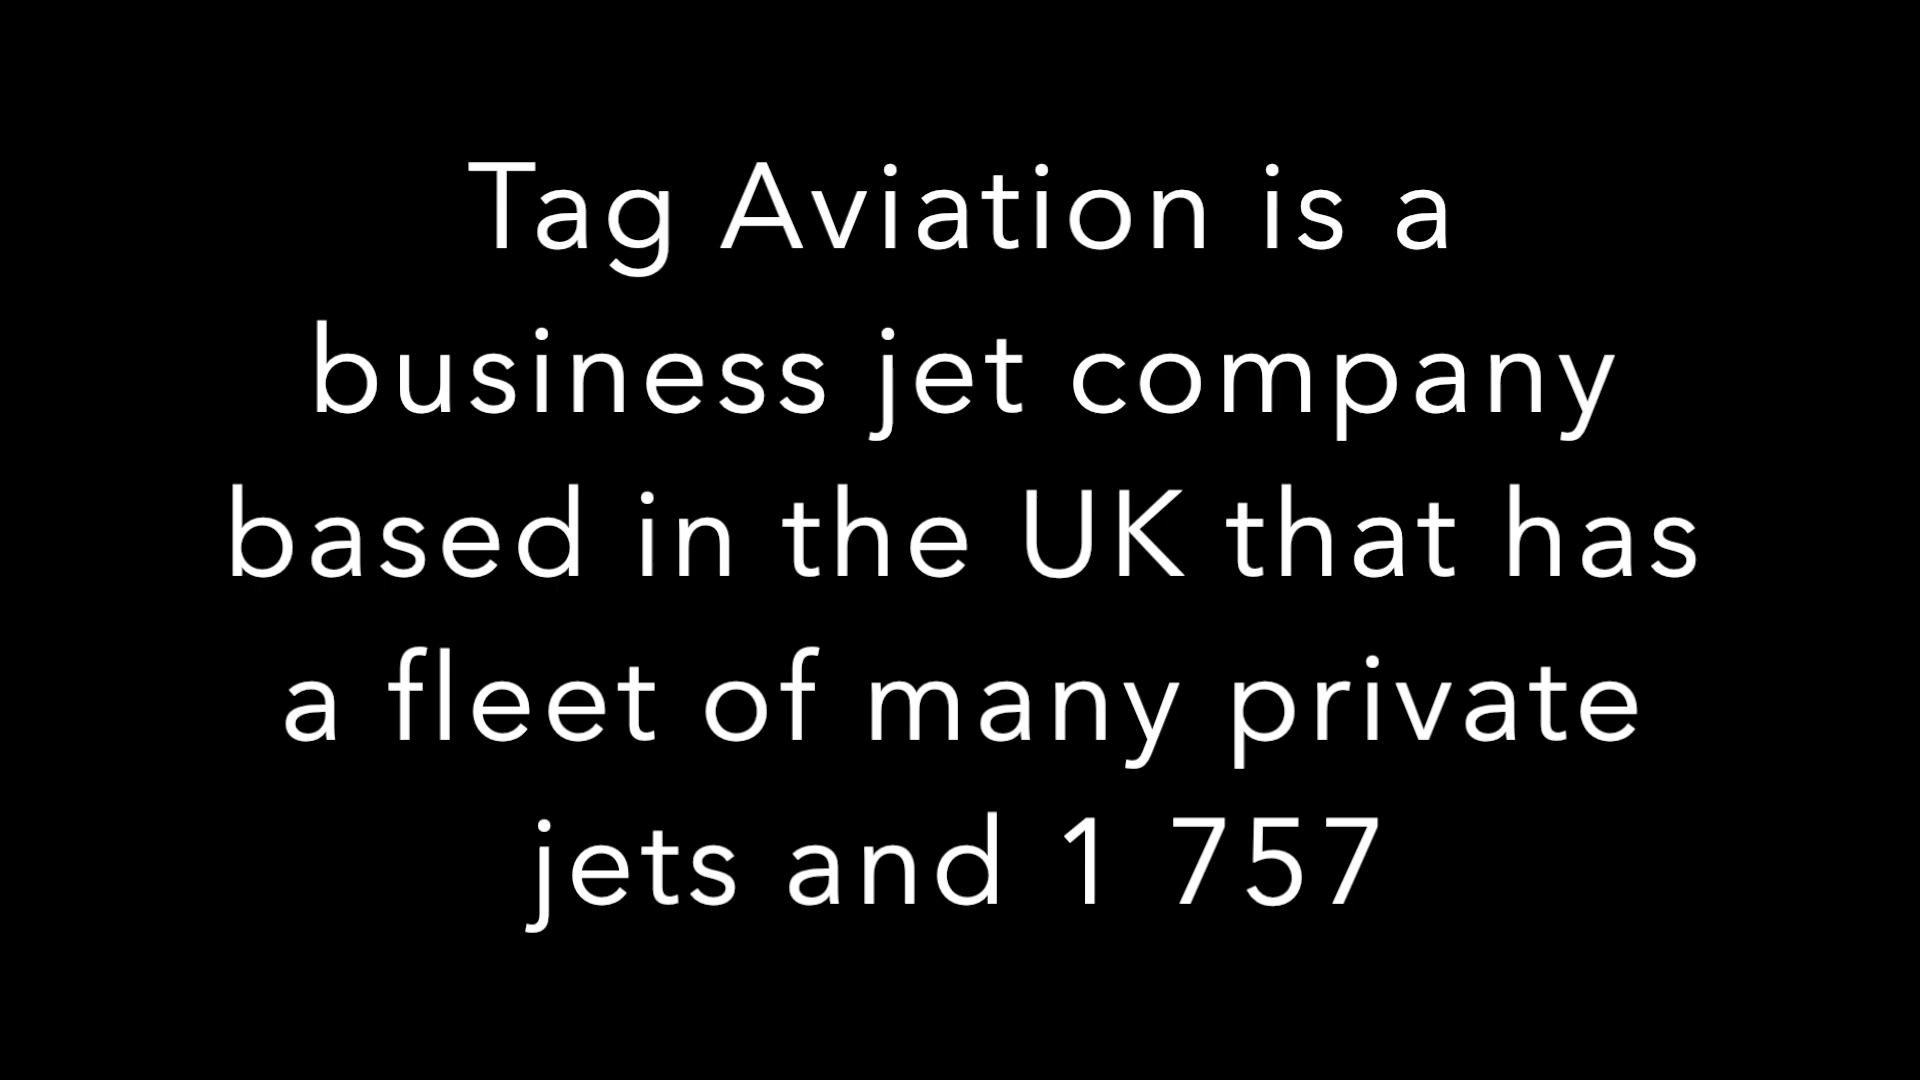 Tag Aviation is a
business jet company
based in the UK that has
a fleet of many private
jets and 1 757